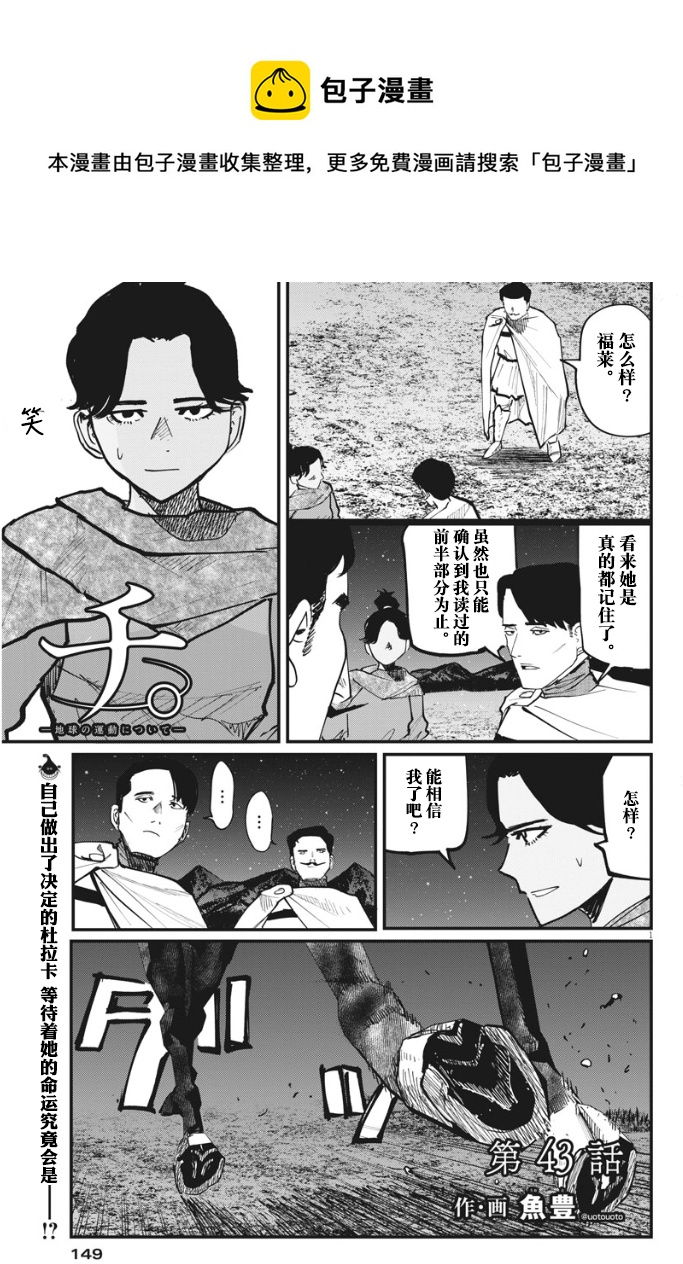 包子漫畫
本漫畫由包子漫畫收集整理，更多免費漫画請搜索「包子漫畫」
怎么样？
福莱。
笑
看来她是
真的都记住了。
虽然也只能
确认到我读过的
前半部分为止。
チ。
―地球の運動について―
怎样？
能相信
我了吧？
…
…
1
自己做出了决定的杜拉卡 等待着她的命运究竟会是——!?
第43話
作・画 魚豊
@uotouoto
149